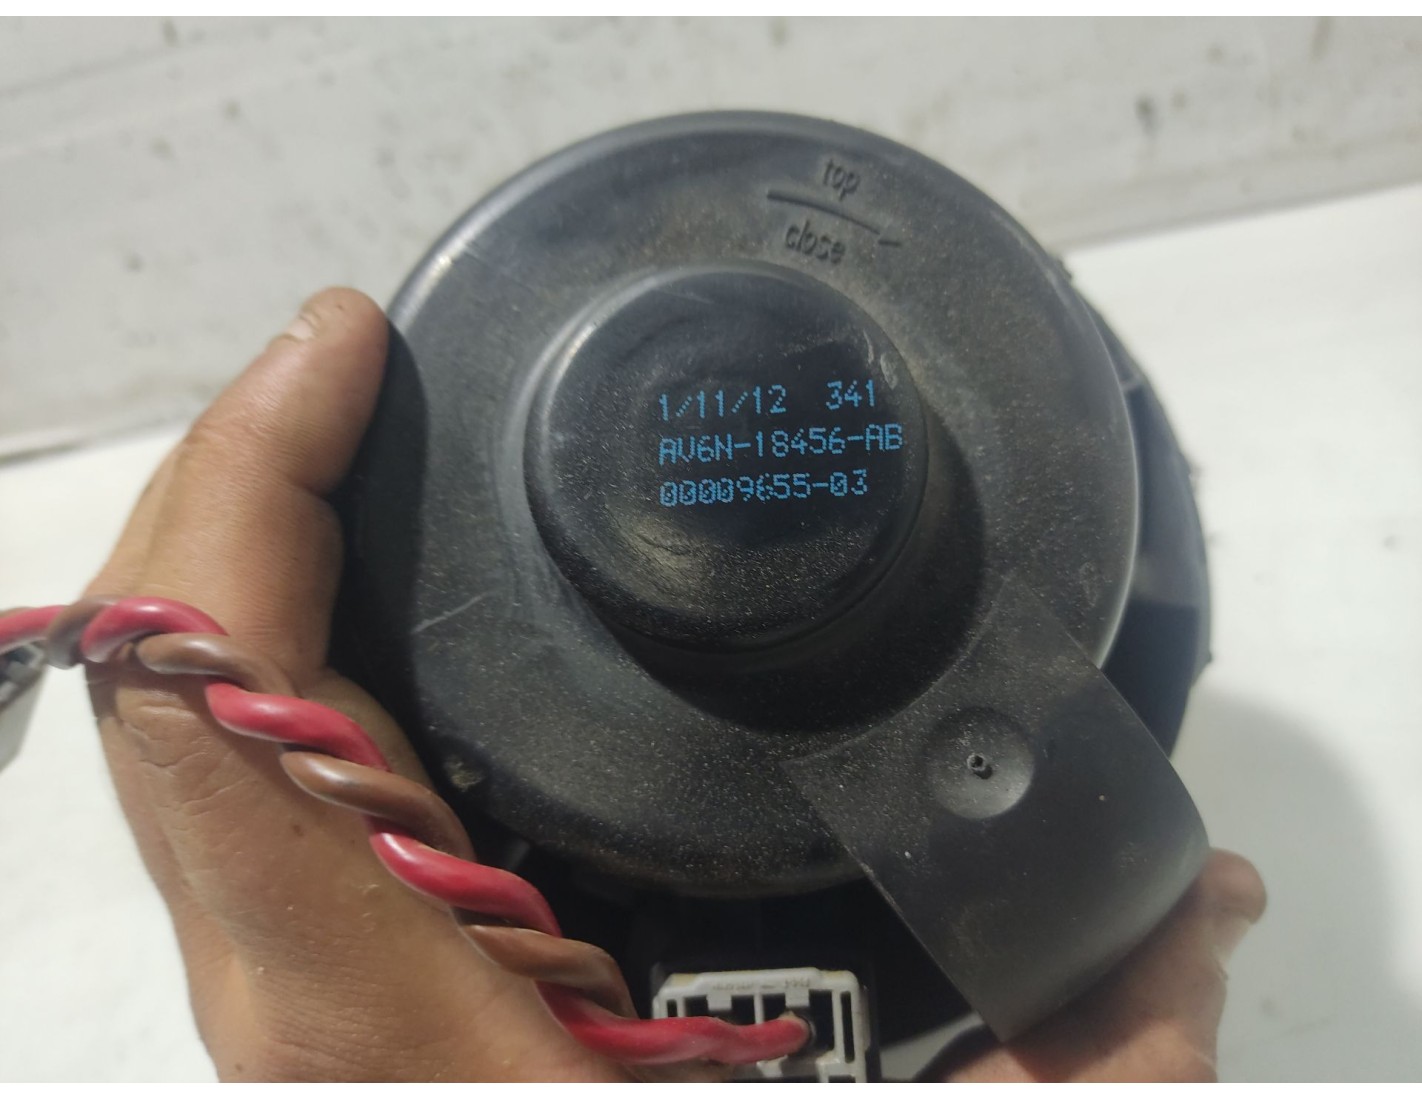 top
close
1/11/12 341
AV6N-18456-AB
00009655-03